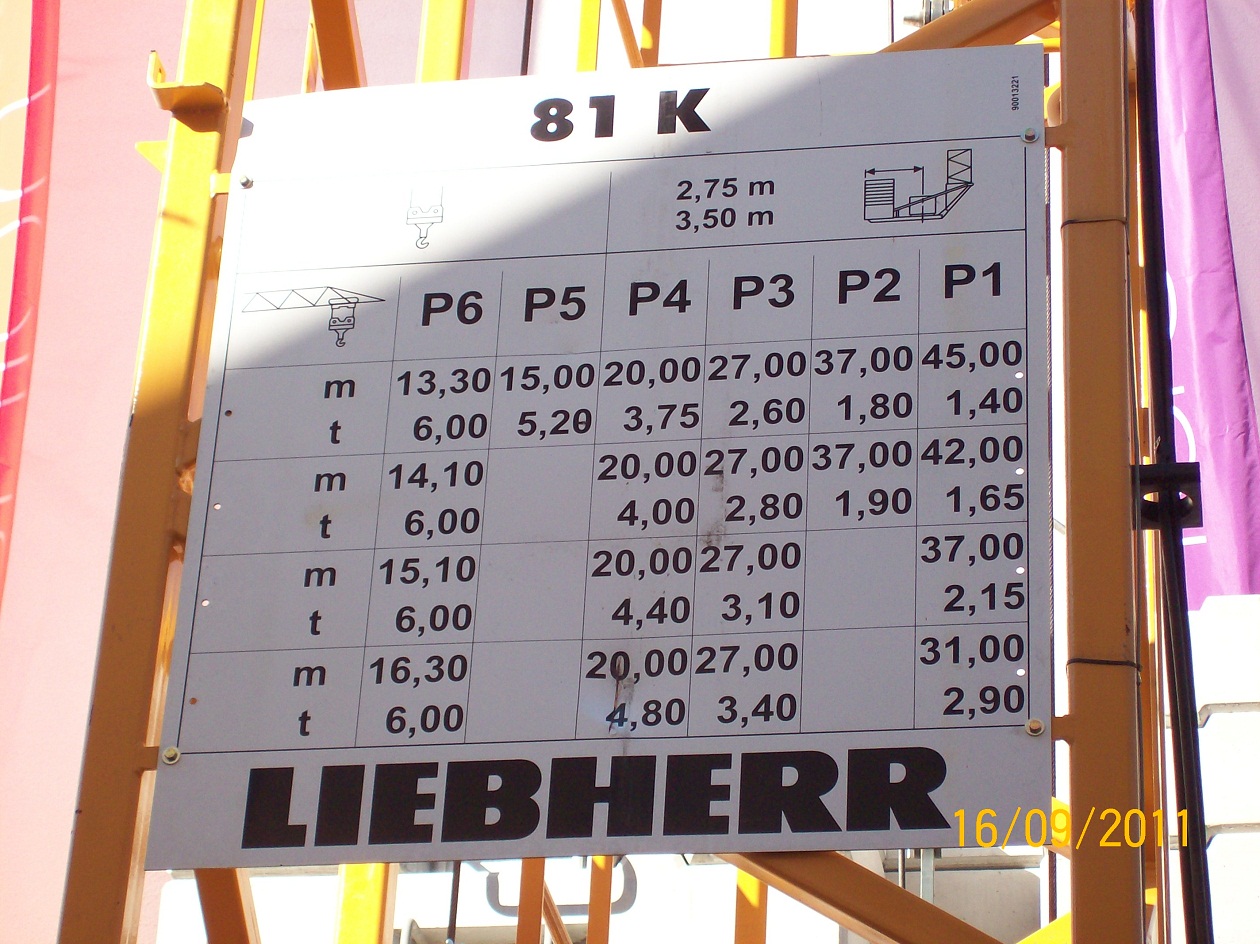 81 K
90013221
2,75 m
3,50 m
P6 P5 P4 P3 P2 P1
m 13,30 15,00 20,00 27,00 37,00 45,00
t 6,00 5,20 3,75 2,60 1,80 1,40
m 14,10 20,00 27,00 37,00 42,00
t 6,00 4,00 2,80 1,90 1,65
m 15,10 20,00 27,00 37,00
t 6,00 4,40 3,10 2,15
m 16,30 20,00 27,00 31,00
t 6,00 4,80 3,40 2,90
LIEBHERR
16/09/2011